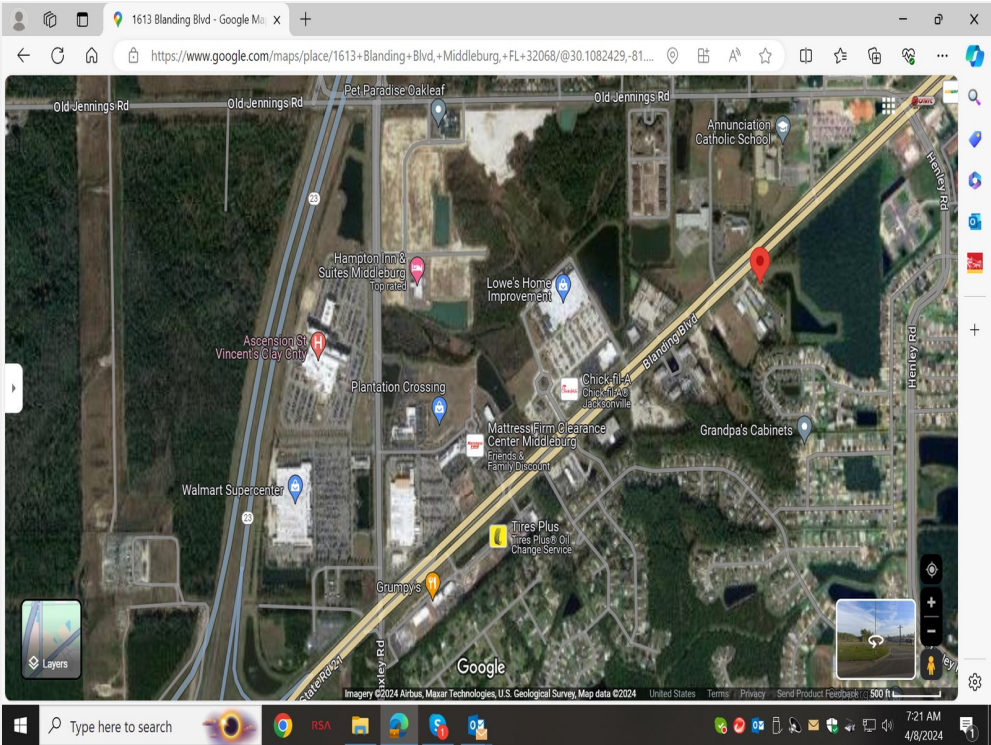 1613 Blanding Blvd - Google Ma
https://www.google.com/maps/place/1613+Blanding+Blvd,+Middleburg,+FL+32068/@30.1082429,-81....
Old Jennings Rd
Old Jennings Rd
Pet Paradise Oakleaf
Old Jennings Rd
SONIC
Annunciation
Catholic School
Henley Rd
23
Hampton Inn &
Suites Middleburg
Top rated
Lowe's Home
Improvement
Blanding Blvd
Henley Rd
Ascension St
Vincent's Clay Cnty
H
Plantation Crossing
Chick-fil-A
Chick-fil-A®
Jacksonville
Mattress Firm Clearance
Center Middleburg
Friends &
Family Discount
Grandpa's Cabinets
Walmart Supercenter
23
Tires Plus
Tires Plus® Oil
Change Service
Grumpy's
State Rd 21
xley Rd
Layers
Google
Imagery ©2024 Airbus, Maxar Technologies, U.S. Geological Survey, Map data ©2024 United States Terms Privacy Send Product Feedback 500 ft
Type here to search
RSA
7:21 AM
4/8/2024
1
1